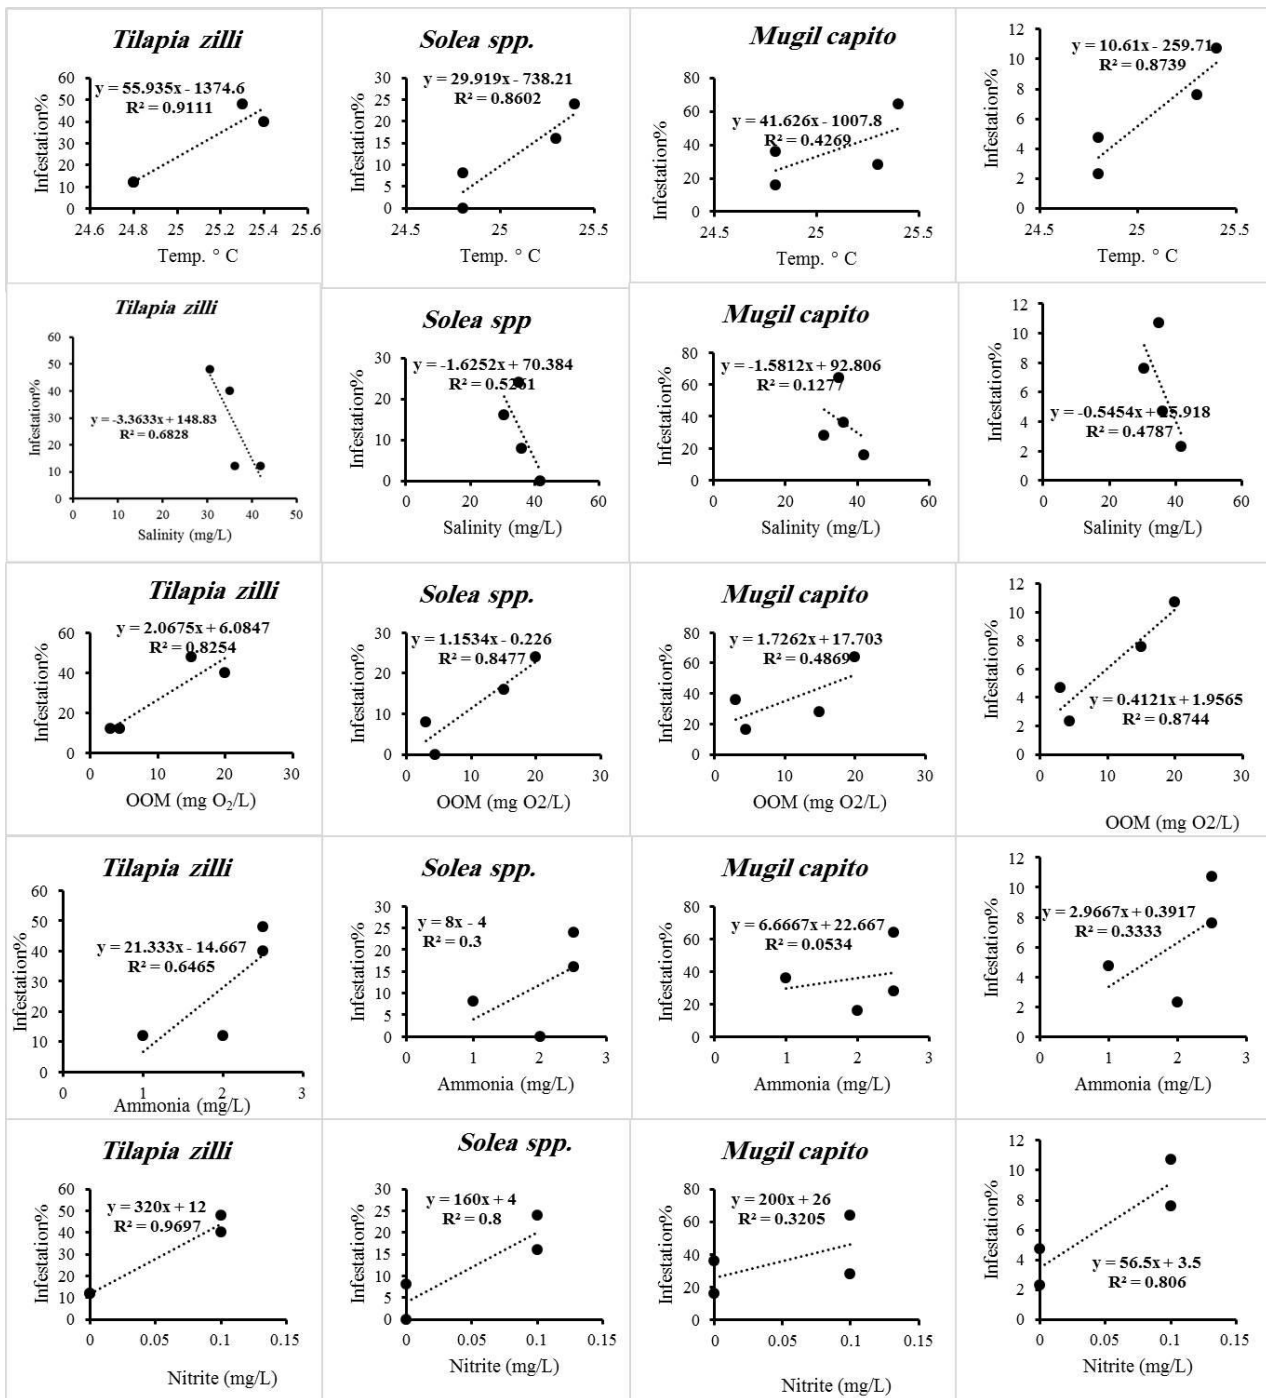 Tilapia zilli
y = 55.935x - 1374.6
R² = 0.9111
60
50
40
30
20
10
0
Infestation%
24.6 24.8 25 25.2 25.4 25.6
Temp. ° C
Solea spp.
y = 29.919x - 738.21
R² = 0.8602
30
25
20
15
10
5
0
Infestation%
24.5 25 25.5
Temp. ° C
Mugil capito
y = 41.626x - 1007.8
R² = 0.4269
80
60
40
20
0
Infestation%
24.5 25 25.5
Temp. ° C
y = 10.61x - 259.71
R² = 0.8739
12
10
8
6
4
2
0
Infestation%
24.5 25 25.5
Temp. ° C
Tilapia zilli
y = -3.3633x + 148.83
R² = 0.6828
60
50
40
30
20
10
0
Infestation%
0 10 20 30 40 50
Salinity (mg/L)
Solea spp
y = -1.6252x + 70.384
R² = 0.5261
30
20
10
0
Infestation%
0 20 40 60
Salinity (mg/L)
Mugil capito
y = -1.5812x + 92.806
R² = 0.1277
80
60
40
20
0
Infestation%
0 20 40 60
Salinity (mg/L)
y = -0.5454x +
R² = 0.4787
12
10
8
6
4
2
0
Infestation%
0 20 40 60
Salinity (mg/L)
Tilapia zilli
y = 2.0675x + 6.0847
R² = 0.8254
60
40
20
0
Infestation%
0 10 20 30
OOM (mg O₂/L)
Solea spp.
y = 1.1534x - 0.226
R² = 0.8477
30
20
10
0
Infestation%
0 10 20 30
OOM (mg O2/L)
Mugil capito
y = 1.7262x + 17.703
R² = 0.4869
80
60
40
20
0
Infestation%
0 10 20 30
OOM (mg O2/L)
y = 0.4121x + 1.9565
R² = 0.8744
12
10
8
6
4
2
0
Infestation%
0 10 20 30
OOM (mg O2/L)
Tilapia zilli
y = 21.333x - 14.667
R² = 0.6465
60
50
40
30
20
10
0
Infestation%
0 1 2 3
Ammonia (mg/L)
Solea spp.
y = 8x - 4
R² = 0.3
30
25
20
15
10
5
0
Infestation%
0 1 2 3
Ammonia (mg/L)
Mugil capito
y = 6.6667x + 22.667
R² = 0.0534
80
60
40
20
0
Infestation%
0 1 2 3
Ammonia (mg/L)
y = 2.9667x + 0.3917
R² = 0.3333
12
10
8
6
4
2
0
Infestation%
0 1 2 3
Ammonia (mg/L)
Tilapia zilli
y = 320x + 12
R² = 0.9697
60
50
40
30
20
10
0
Infestation%
0 0.05 0.1 0.15
Nitrite (mg/L)
Solea spp.
y = 160x + 4
R² = 0.8
30
25
20
15
10
5
0
Infestation%
0 0.05 0.1 0.15
Nitrite (mg/L)
Mugil capito
y = 200x + 26
R² = 0.3205
80
60
40
20
0
Infestation%
0 0.05 0.1 0.15
Nitrite (mg/L)
y = 56.5x + 3.5
R² = 0.806
12
10
8
6
4
2
0
Infestation%
0 0.05 0.1 0.15
Nitrite (mg/L)